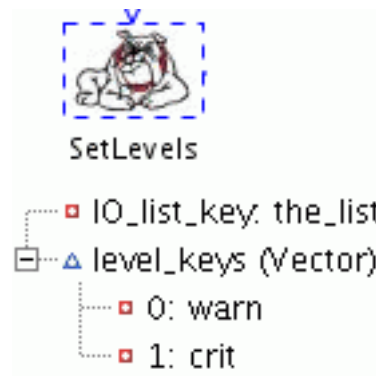 SetLevels
IO_list_key: the_list
level_keys (Vector)
0: warn
1: crit